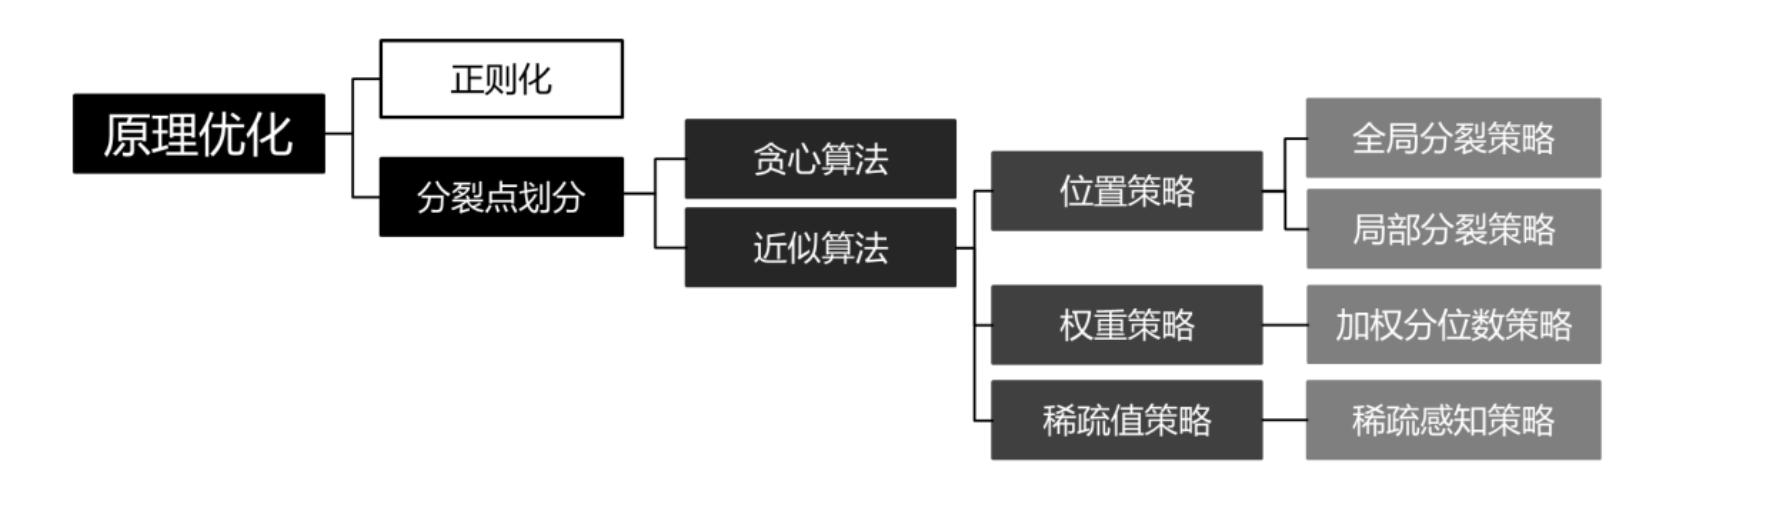 原理优化
正则化
分裂点划分
贪心算法
近似算法
位置策略
全局分裂策略
局部分裂策略
权重策略
加权分位数策略
稀疏值策略
稀疏感知策略